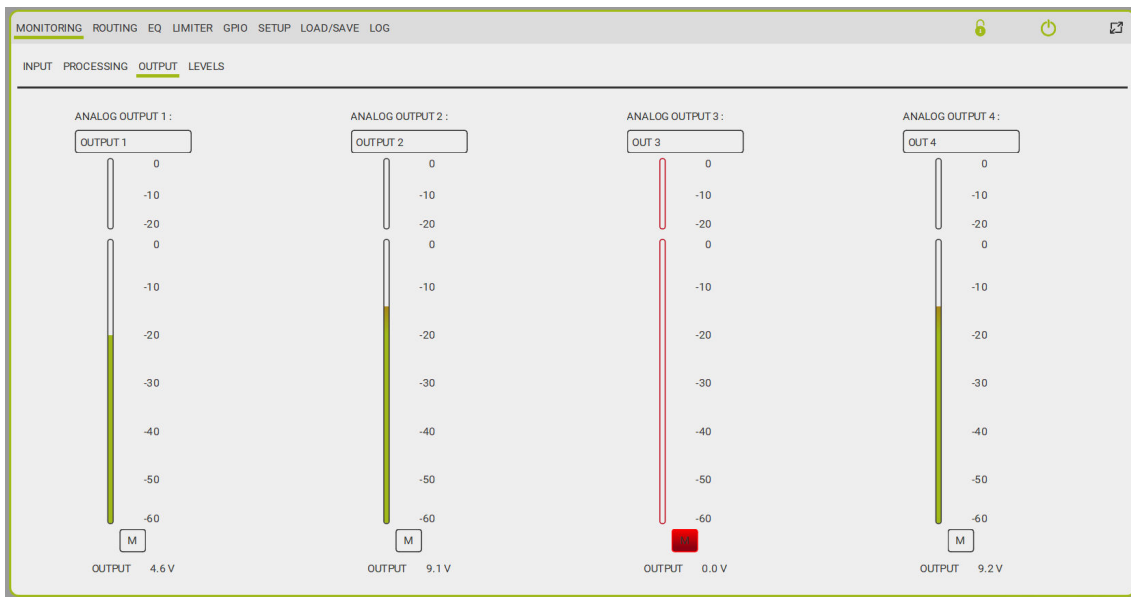 MONITORING ROUTING EQ LIMITER GPIO SETUP LOAD/SAVE LOG
INPUT PROCESSING OUTPUT LEVELS
ANALOG OUTPUT 1 : ANALOG OUTPUT 2 : ANALOG OUTPUT 3 : ANALOG OUTPUT 4 :
OUTPUT 1 OUTPUT 2 OUT 3 OUT 4
0 0 0 0
-10 -10 -10 -10
-20 -20 -20 -20
0 0 0 0
-10 -10 -10 -10
-20 -20 -20 -20
-30 -30 -30 -30
-40 -40 -40 -40
-50 -50 -50 -50
-60 -60 -60 -60
M M M M
OUTPUT 4.6 V OUTPUT 9.1 V OUTPUT 0.0 V OUTPUT 9.2 V